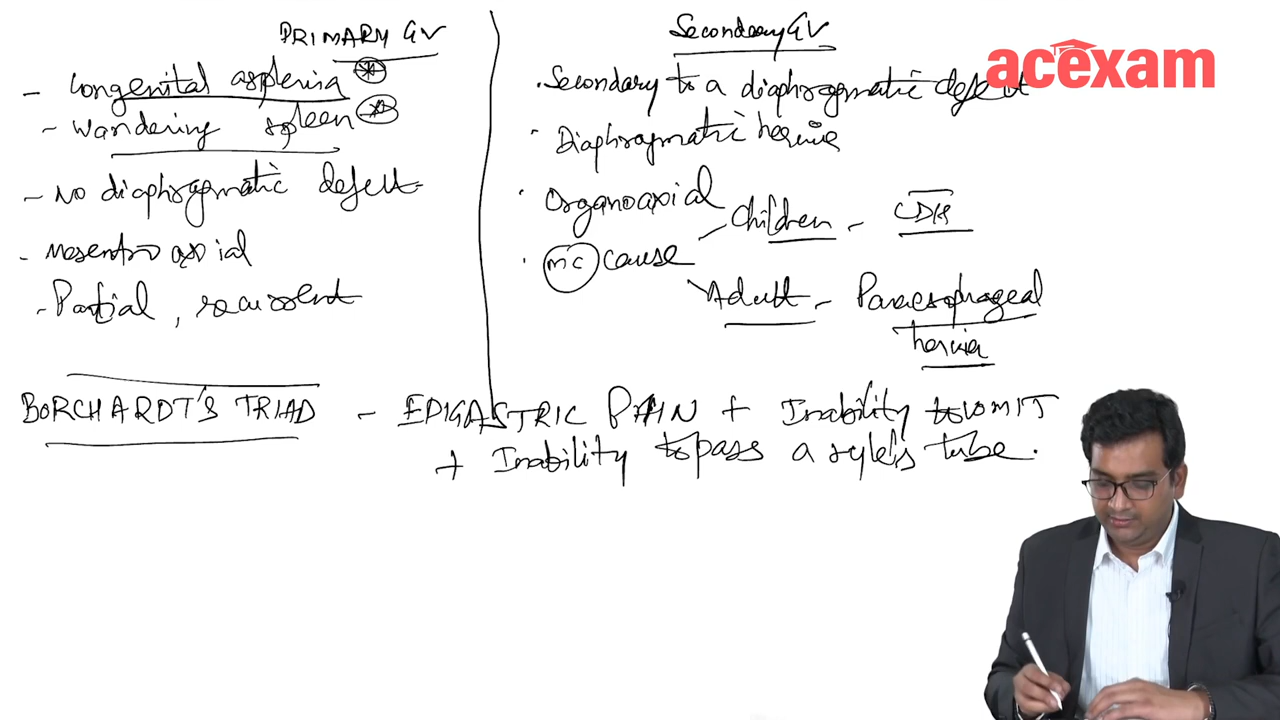 PRIMARY GV
- Congenital asplenia
- Wandering spleen
- No diaphragmatic defect
- Mesentroaxial
- Partial, recurrent
Secondary GV
acexam
. Secondary to a diaphragmatic defect
. Diaphragmatic hernia
. Organoaxial
. mc cause
Children - CDH
Adult - Paraesophageal
hernia
BORCHARDT'S TRIAD - EPIGASTRIC PAIN + Inability to VOMIT
+ Inability to pass a ryle's tube.